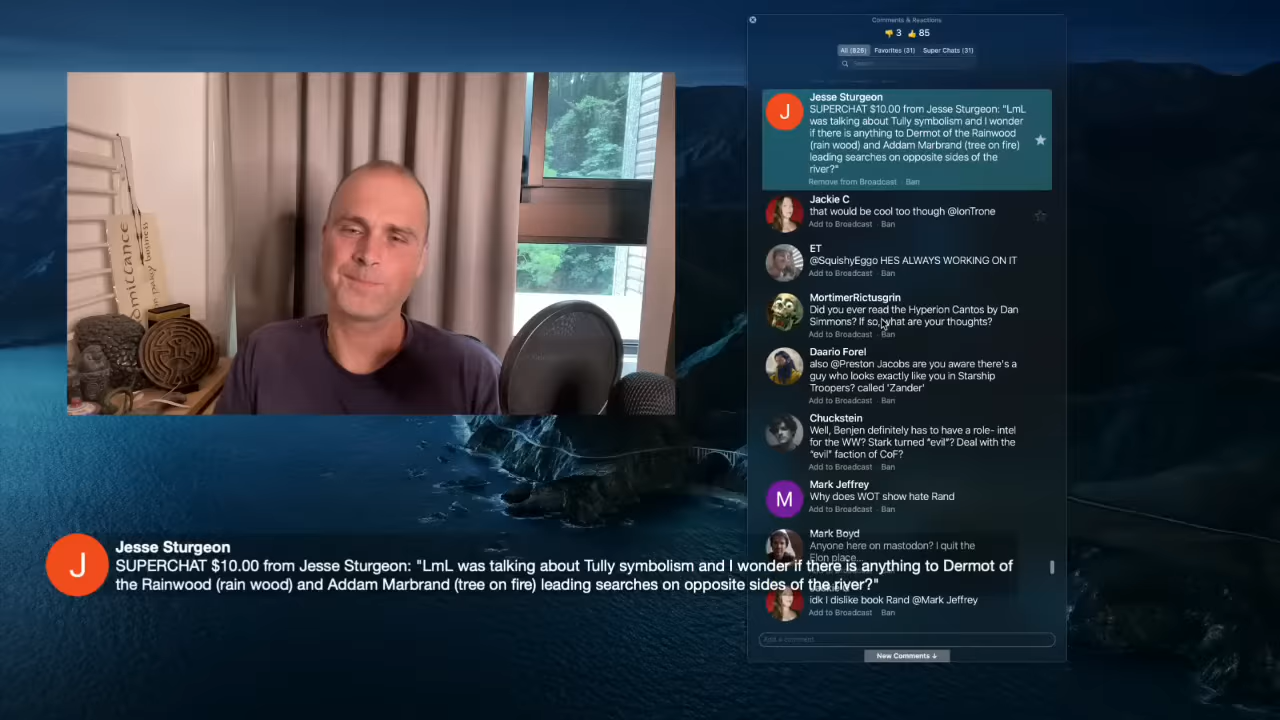 Comments & Reactions
👎 3 👍 85
All (826) Favorites (31) Super Chats (31)
Search
J
Jesse Sturgeon
SUPERCHAT $10.00 from Jesse Sturgeon: "LmL
was talking about Tully symbolism and I wonder
if there is anything to Dermot of the Rainwood
(rain wood) and Addam Marbrand (tree on fire)
leading searches on opposite sides of the
river?"
Remove from Broadcast · Ban
Jackie C
that would be cool too though @IonTrone
Add to Broadcast · Ban
ET
@SquishyEggo HES ALWAYS WORKING ON IT
Add to Broadcast · Ban
MortimerRictusgrin
Did you ever read the Hyperion Cantos by Dan
Simmons? If so, what are your thoughts?
Add to Broadcast · Ban
Daario Forel
also @Preston Jacobs are you aware there's a
guy who looks exactly like you in Starship
Troopers? called 'Zander'
Add to Broadcast · Ban
Chuckstein
Well, Benjen definitely has to have a role- intel
for the WW? Stark turned "evil"? Deal with the
"evil" faction of CoF?
Add to Broadcast · Ban
M
Mark Jeffrey
Why does WOT show hate Rand
Add to Broadcast · Ban
Mark Boyd
Anyone here on mastodon? I quit the
Elon place
idk I dislike book Rand @Mark Jeffrey
Add to Broadcast · Ban
Add a comment
New Comments ↓
omittance
business
J
Jesse Sturgeon
SUPERCHAT $10.00 from Jesse Sturgeon: "LmL was talking about Tully symbolism and I wonder if there is anything to Dermot of
the Rainwood (rain wood) and Addam Marbrand (tree on fire) leading searches on opposite sides of the river?"